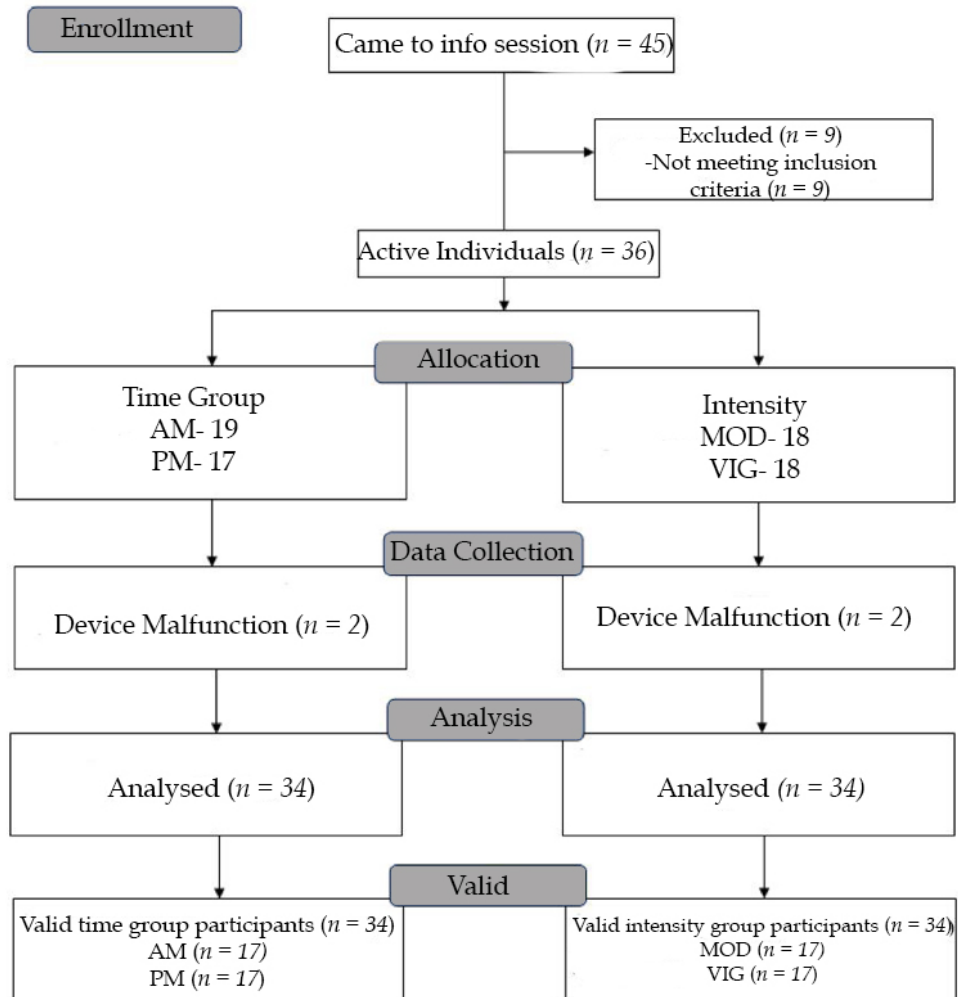 Enrollment
Came to info session (n = 45)
Excluded (n = 9)
-Not meeting inclusion
criteria (n = 9)
Active Individuals (n = 36)
Allocation
Time Group
AM- 19
PM- 17
Intensity
MOD- 18
VIG- 18
Data Collection
Device Malfunction (n = 2)
Device Malfunction (n = 2)
Analysis
Analysed (n = 34)
Analysed (n = 34)
Valid
Valid time group participants (n = 34)
AM (n = 17)
PM (n = 17)
Valid intensity group participants (n = 34)
MOD (n = 17)
VIG (n = 17)